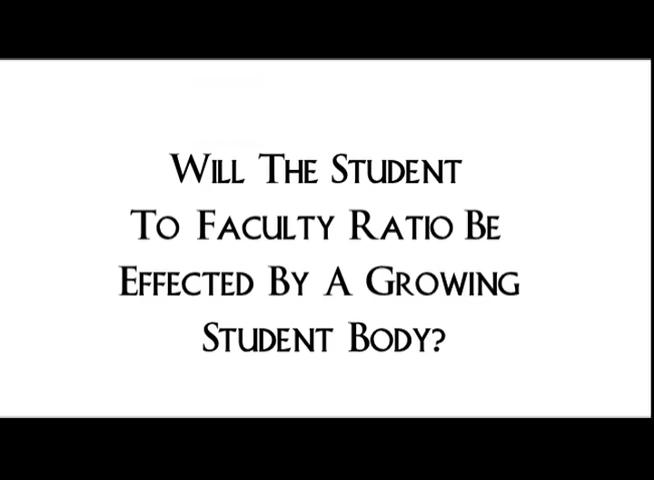 Will The Student
To Faculty Ratio Be
Effected By A Growing
Student Body?